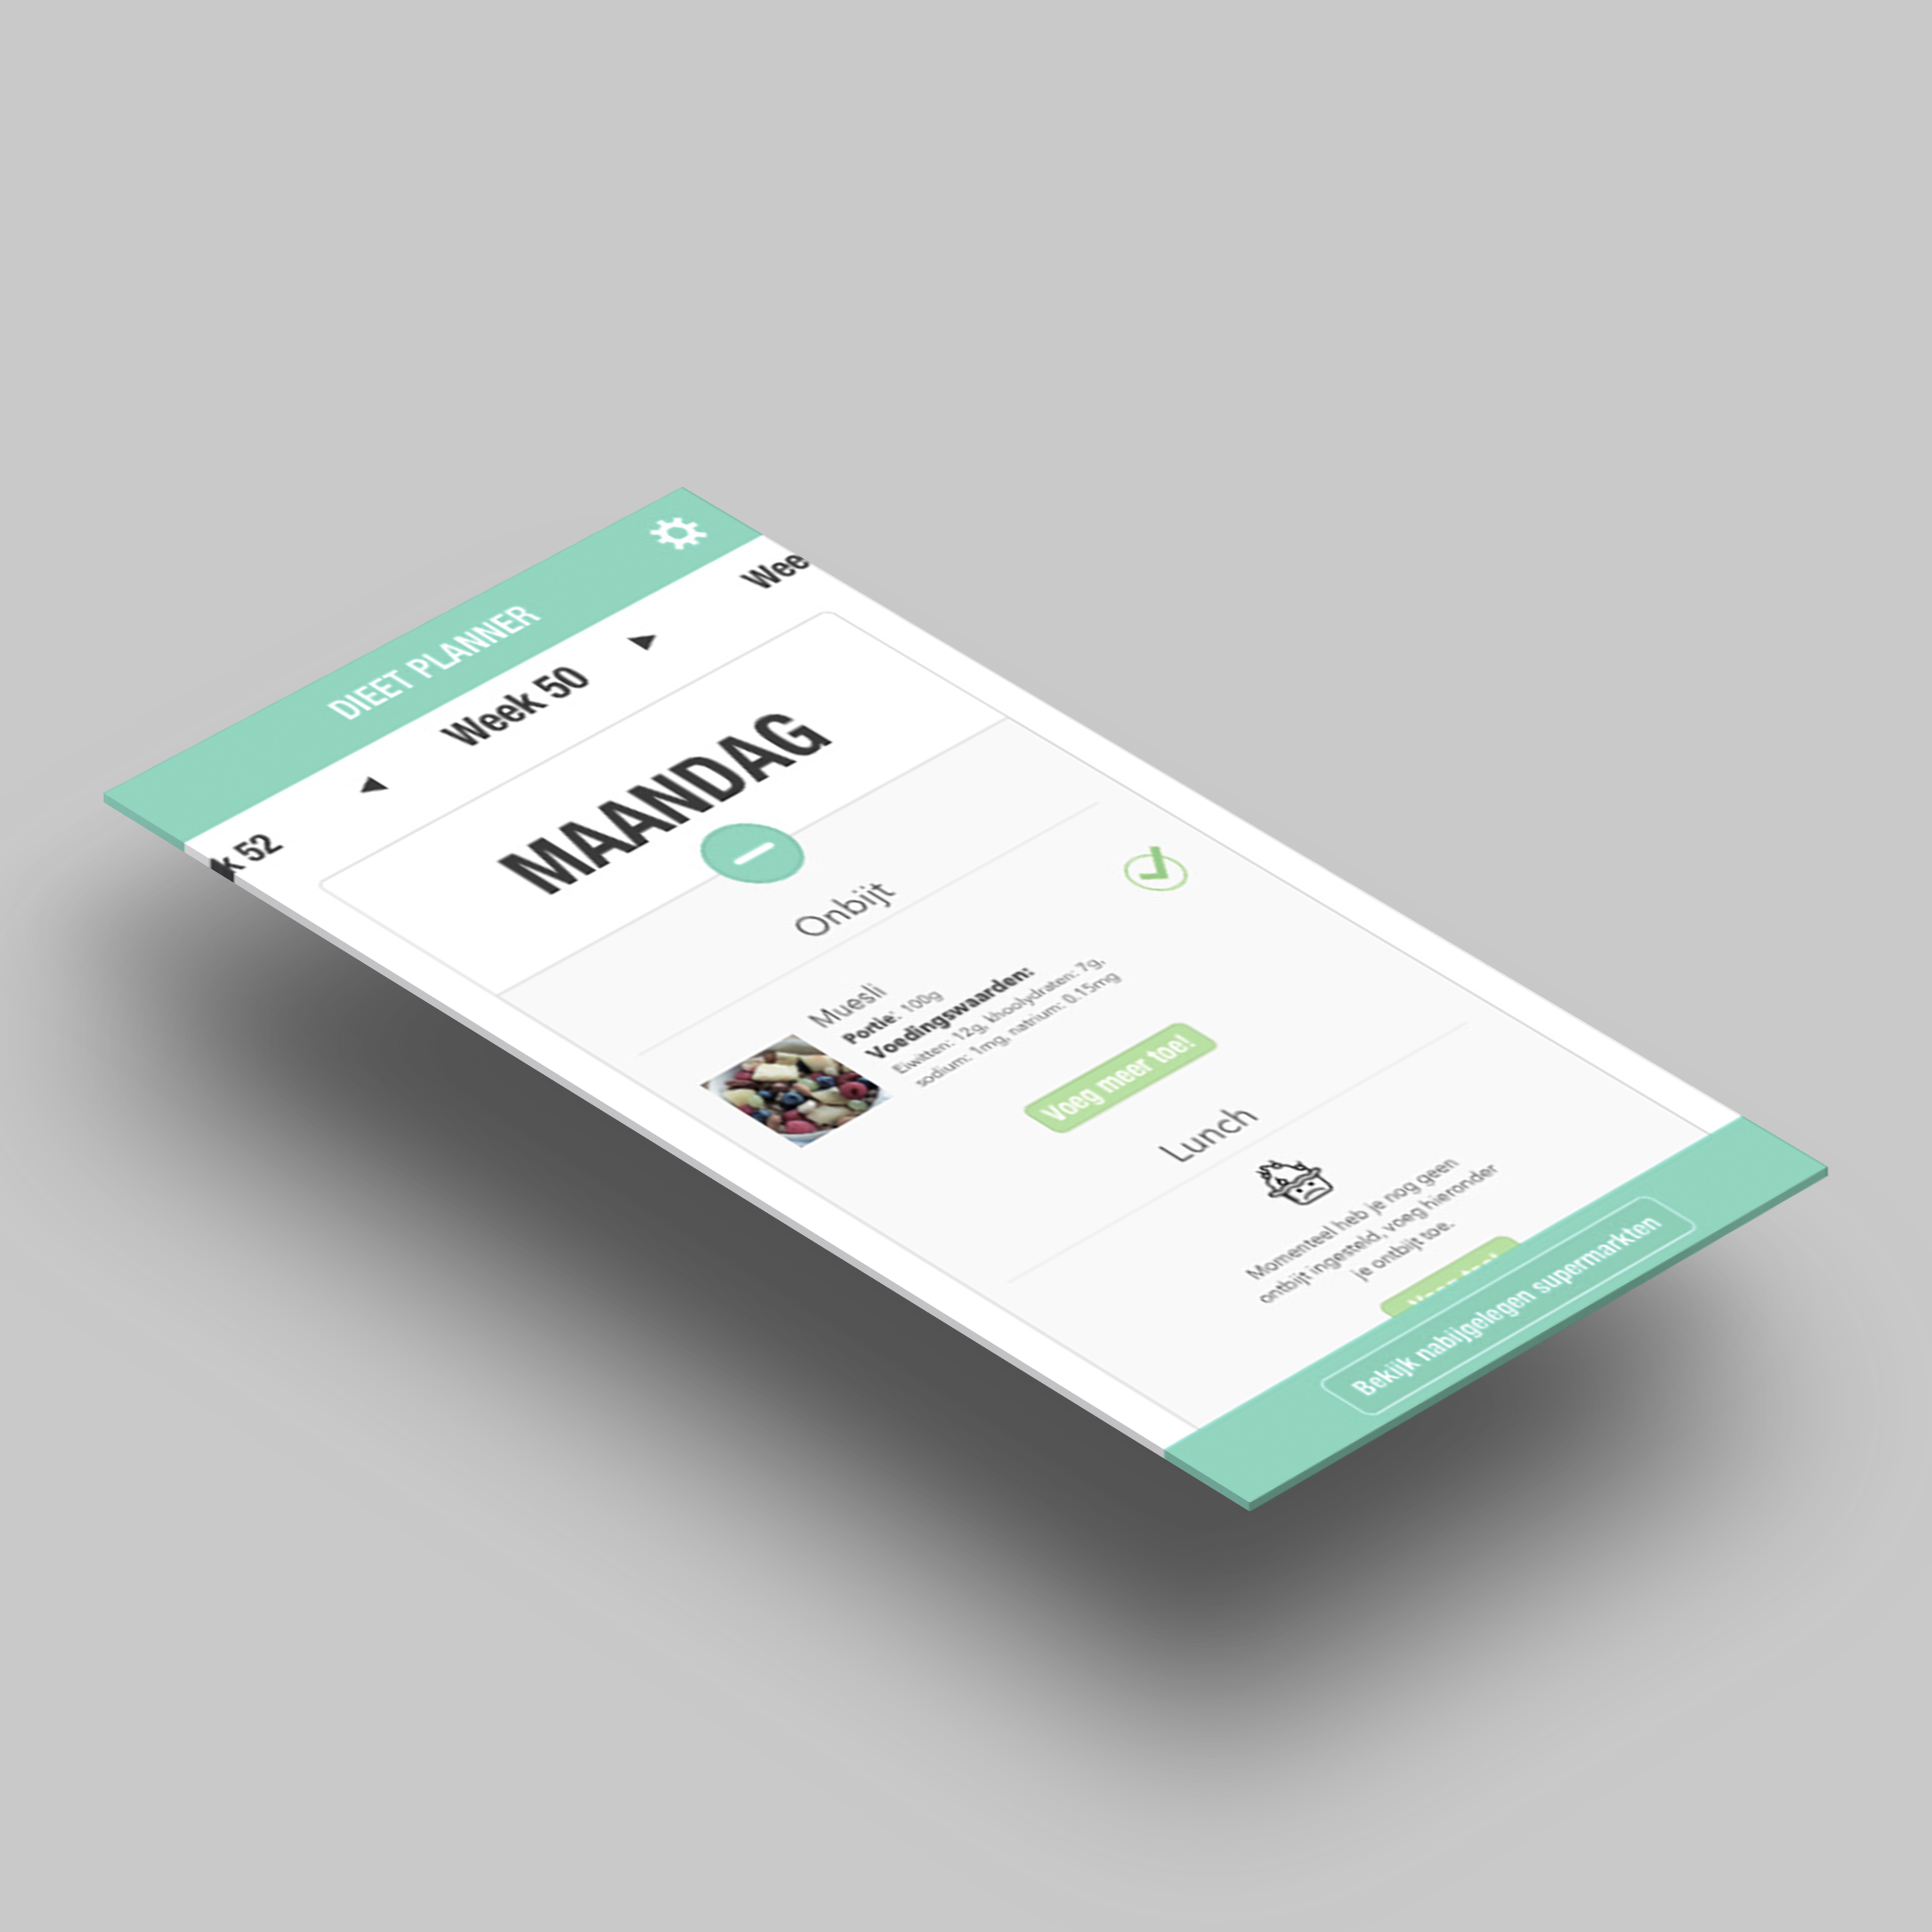 DIEET PLANNER
k 52
Week 50
Wee
MAANDAG
Onbijt
Muesli
Portie: 100g
Voedingswaarden:
Eiwitten: 12g, khoolydraten: 7g,
sodium: 1mg, natrium: 0.15mg
Voeg meer toe!
Lunch
Momenteel heb je nog geen
ontbijt ingesteld, voeg hieronder
je ontbijt toe.
Bekijk nabijgelegen supermarkten